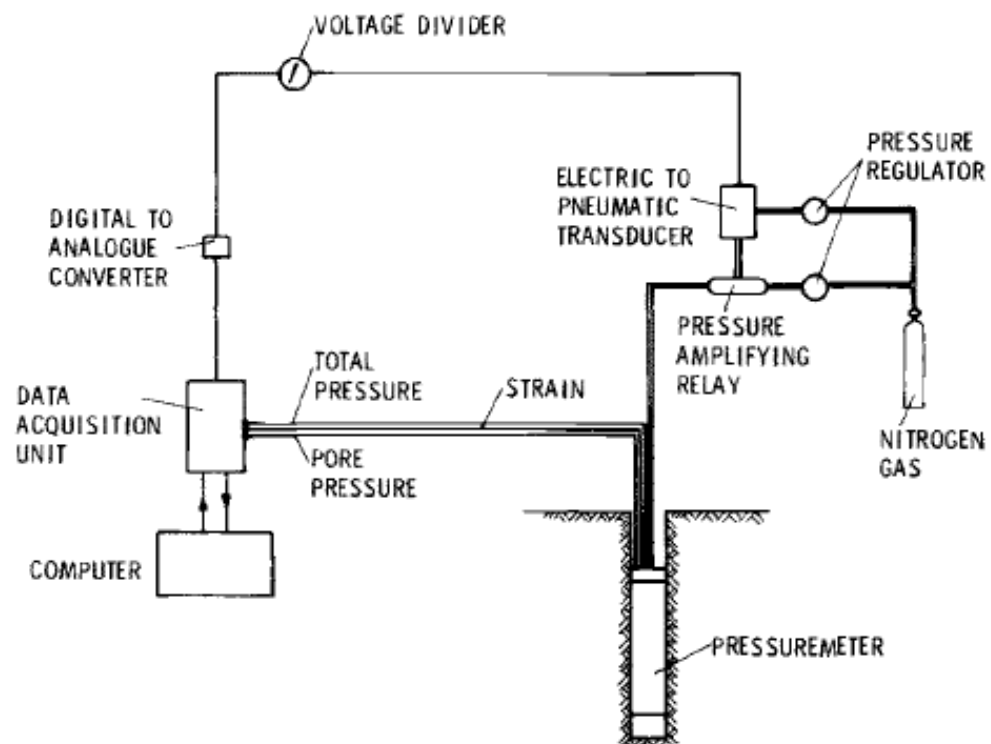 VOLTAGE DIVIDER
PRESSURE
REGULATOR
ELECTRIC TO
PNEUMATIC
TRANSDUCER
DIGITAL TO
ANALOGUE
CONVERTER
PRESSURE
AMPLIFYING
RELAY
TOTAL
PRESSURE
STRAIN
DATA
ACQUISITION
UNIT
NITROGEN
GAS
PORE
PRESSURE
COMPUTER
PRESSUREMETER